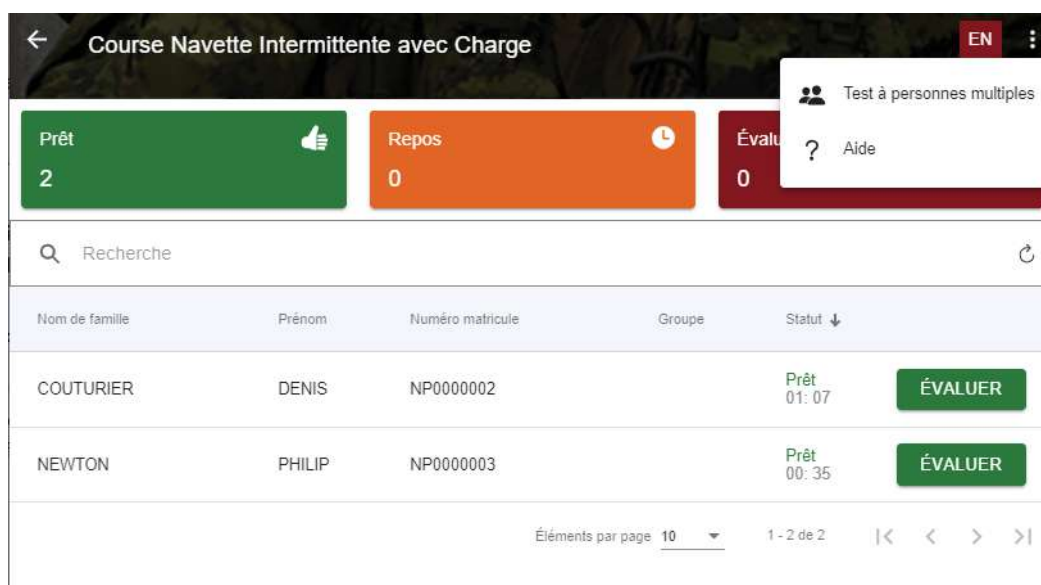 Course Navette Intermittente avec Charge
EN
Test à personnes multiples
Aide
Prêt
2
Repos
0
Évalu
0
Recherche
Nom de famille Prénom Numéro matricule Groupe Statut
COUTURIER DENIS NP0000002 Prêt 01: 07 ÉVALUER
NEWTON PHILIP NP0000003 Prêt 00: 35 ÉVALUER
Éléments par page 10 1 - 2 de 2